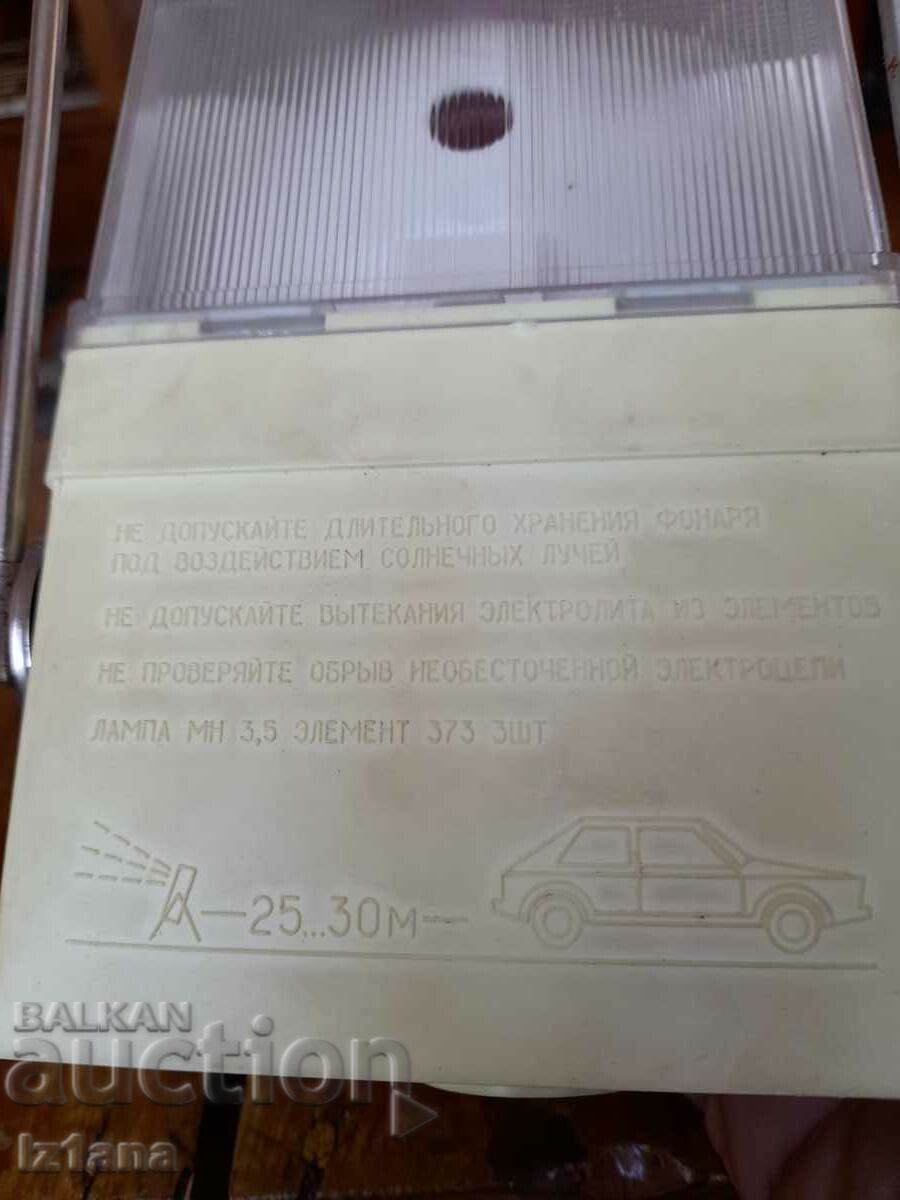 НЕ ДОПУСКАЙТЕ ДЛИТЕЛЬНОГО ХРАНЕНИЯ ФОНАРЯ
ПОД ВОЗДЕЙСТВИЕМ СОЛНЕЧНЫХ ЛУЧЕЙ
НЕ ДОПУСКАЙТЕ ВЫТЕКАНИЯ ЭЛЕКТРОЛИТА ИЗ ЭЛЕМЕНТОВ
НЕ ПРОВЕРЯЙТЕ ОБРЫВ НЕОБЕСТОЧЕННОЙ ЭЛЕКТРОЦЕПИ
ЛАМПА МН 3,5 ЭЛЕМЕНТ 373 3ШТ
25...30м
BALKAN
auction
iz1ana